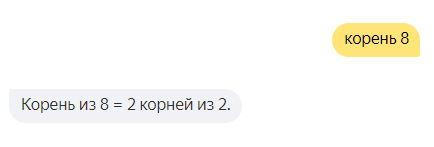 корень 8
Корень из 8 = 2 корней из 2.